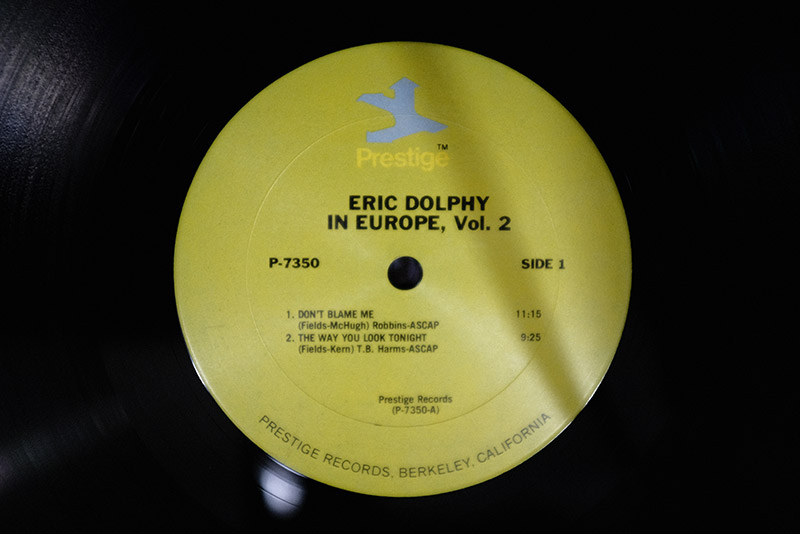 Prestige™
ERIC DOLPHY
IN EUROPE, Vol. 2
P-7350 SIDE 1
1. DON'T BLAME ME 11:15
(Fields-McHugh) Robbins-ASCAP
2. THE WAY YOU LOOK TONIGHT 9:25
(Fields-Kern) T.B. Harms-ASCAP
Prestige Records
(P-7350-A)
PRESTIGE RECORDS, BERKELEY, CALIFORNIA